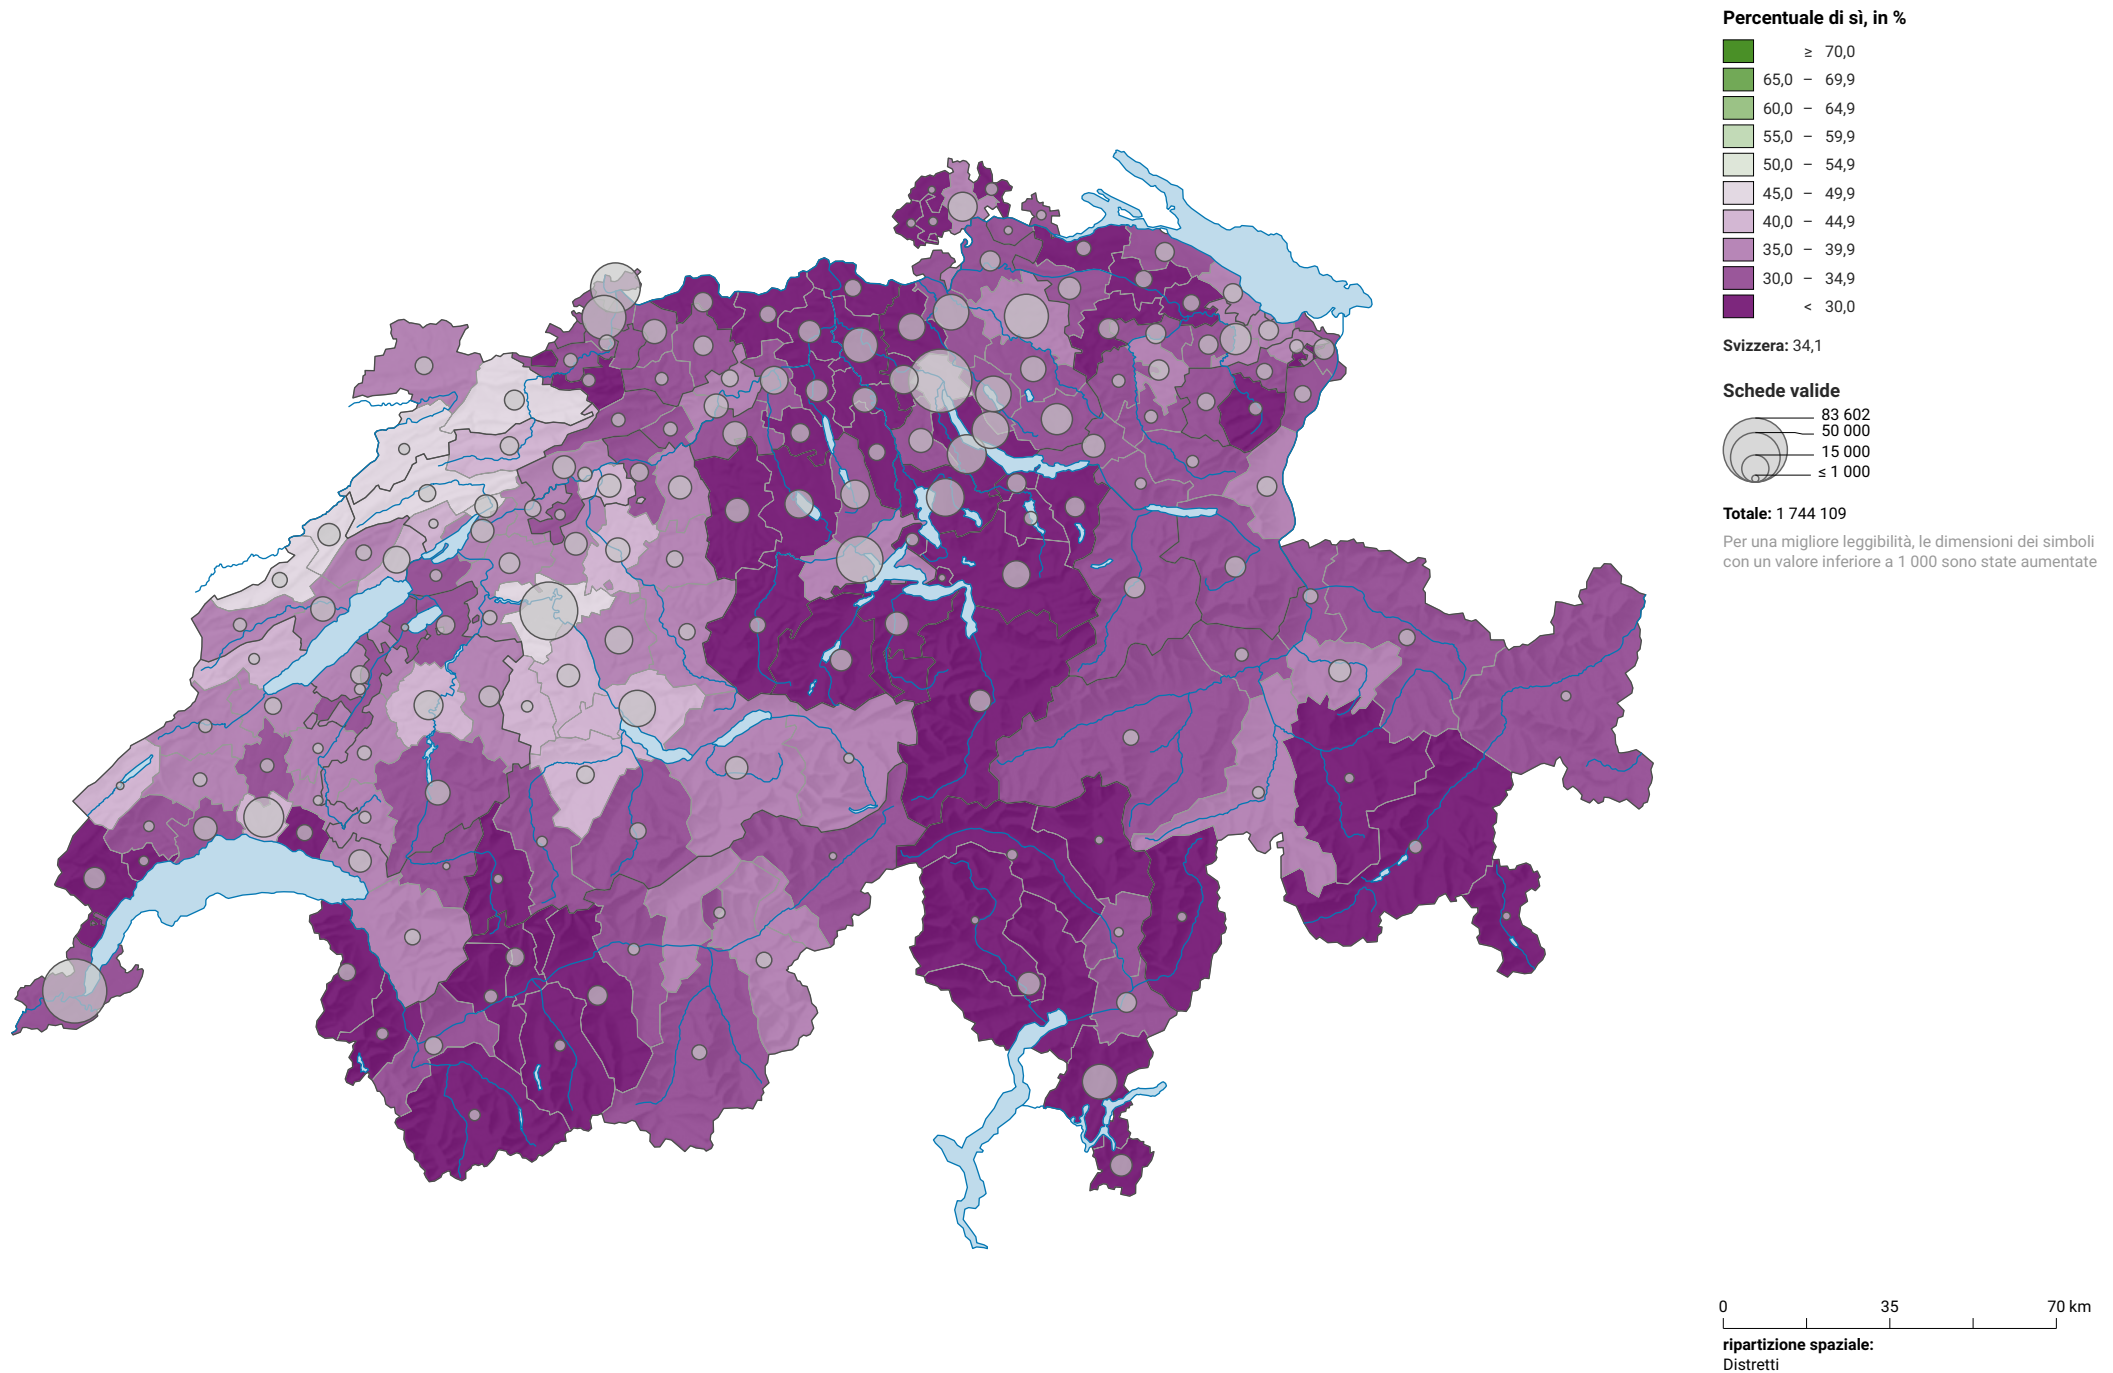 Percentuale di sì, in %
≥ 70,0
65,0 – 69,9
60,0 – 64,9
55,0 – 59,9
50,0 – 54,9
45,0 – 49,9
40,0 – 44,9
35,0 – 39,9
30,0 – 34,9
< 30,0
Svizzera: 34,1
Schede valide
83 602
50 000
15 000
≤ 1 000
Totale: 1 744 109
Per una migliore leggibilità, le dimensioni dei simboli
con un valore inferiore a 1 000 sono state aumentate
0 35 70 km
ripartizione spaziale:
Distretti